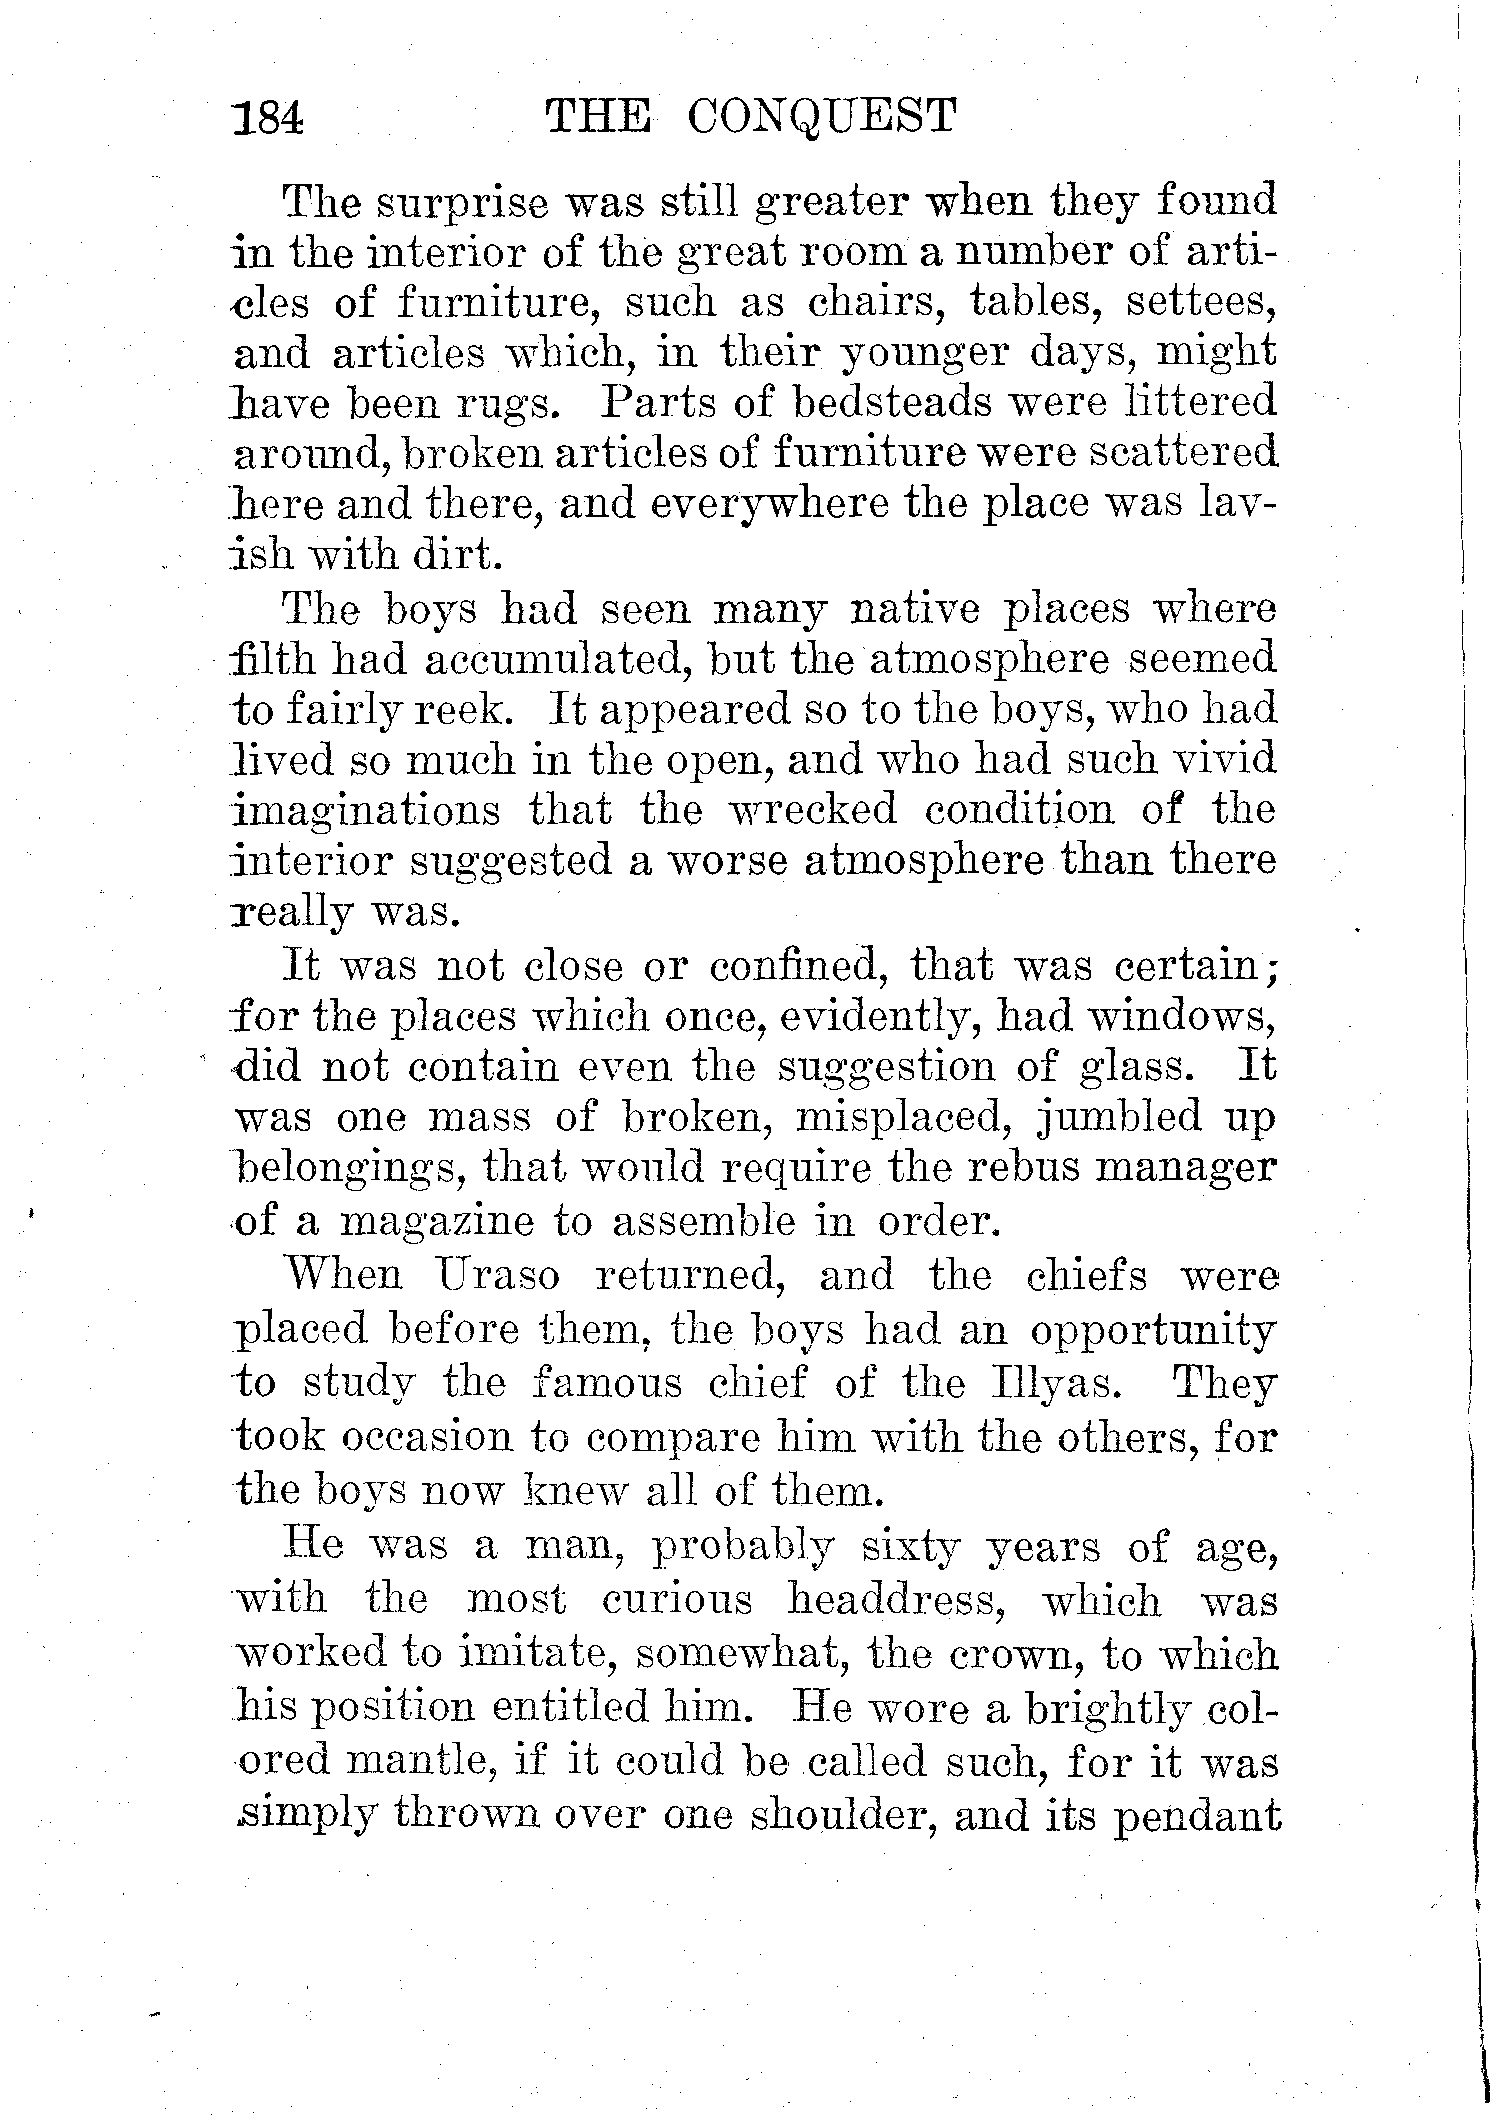 184 THE CONQUEST
The surprise was still greater when they found
in the interior of the great room a number of arti-
cles of furniture, such as chairs, tables, settees,
and articles which, in their younger days, might
have been rugs. Parts of bedsteads were littered
around, broken articles of furniture were scattered
here and there, and everywhere the place was lav-
ish with dirt.
The boys had seen many native places where
filth had accumulated, but the atmosphere seemed
to fairly reek. It appeared so to the boys, who had
lived so much in the open, and who had such vivid
imaginations that the wrecked condition of the
interior suggested a worse atmosphere than there
really was.
It was not close or confined, that was certain;
for the places which once, evidently, had windows,
did not contain even the suggestion of glass. It
was one mass of broken, misplaced, jumbled up
belongings, that would require the rebus manager
of a magazine to assemble in order.
When Uraso returned, and the chiefs were
placed before them, the boys had an opportunity
to study the famous chief of the Illyas. They
took occasion to compare him with the others, for
the boys now knew all of them.
He was a man, probably sixty years of age,
with the most curious headdress, which was
worked to imitate, somewhat, the crown, to which
his position entitled him. He wore a brightly col-
ored mantle, if it could be called such, for it was
simply thrown over one shoulder, and its pendant